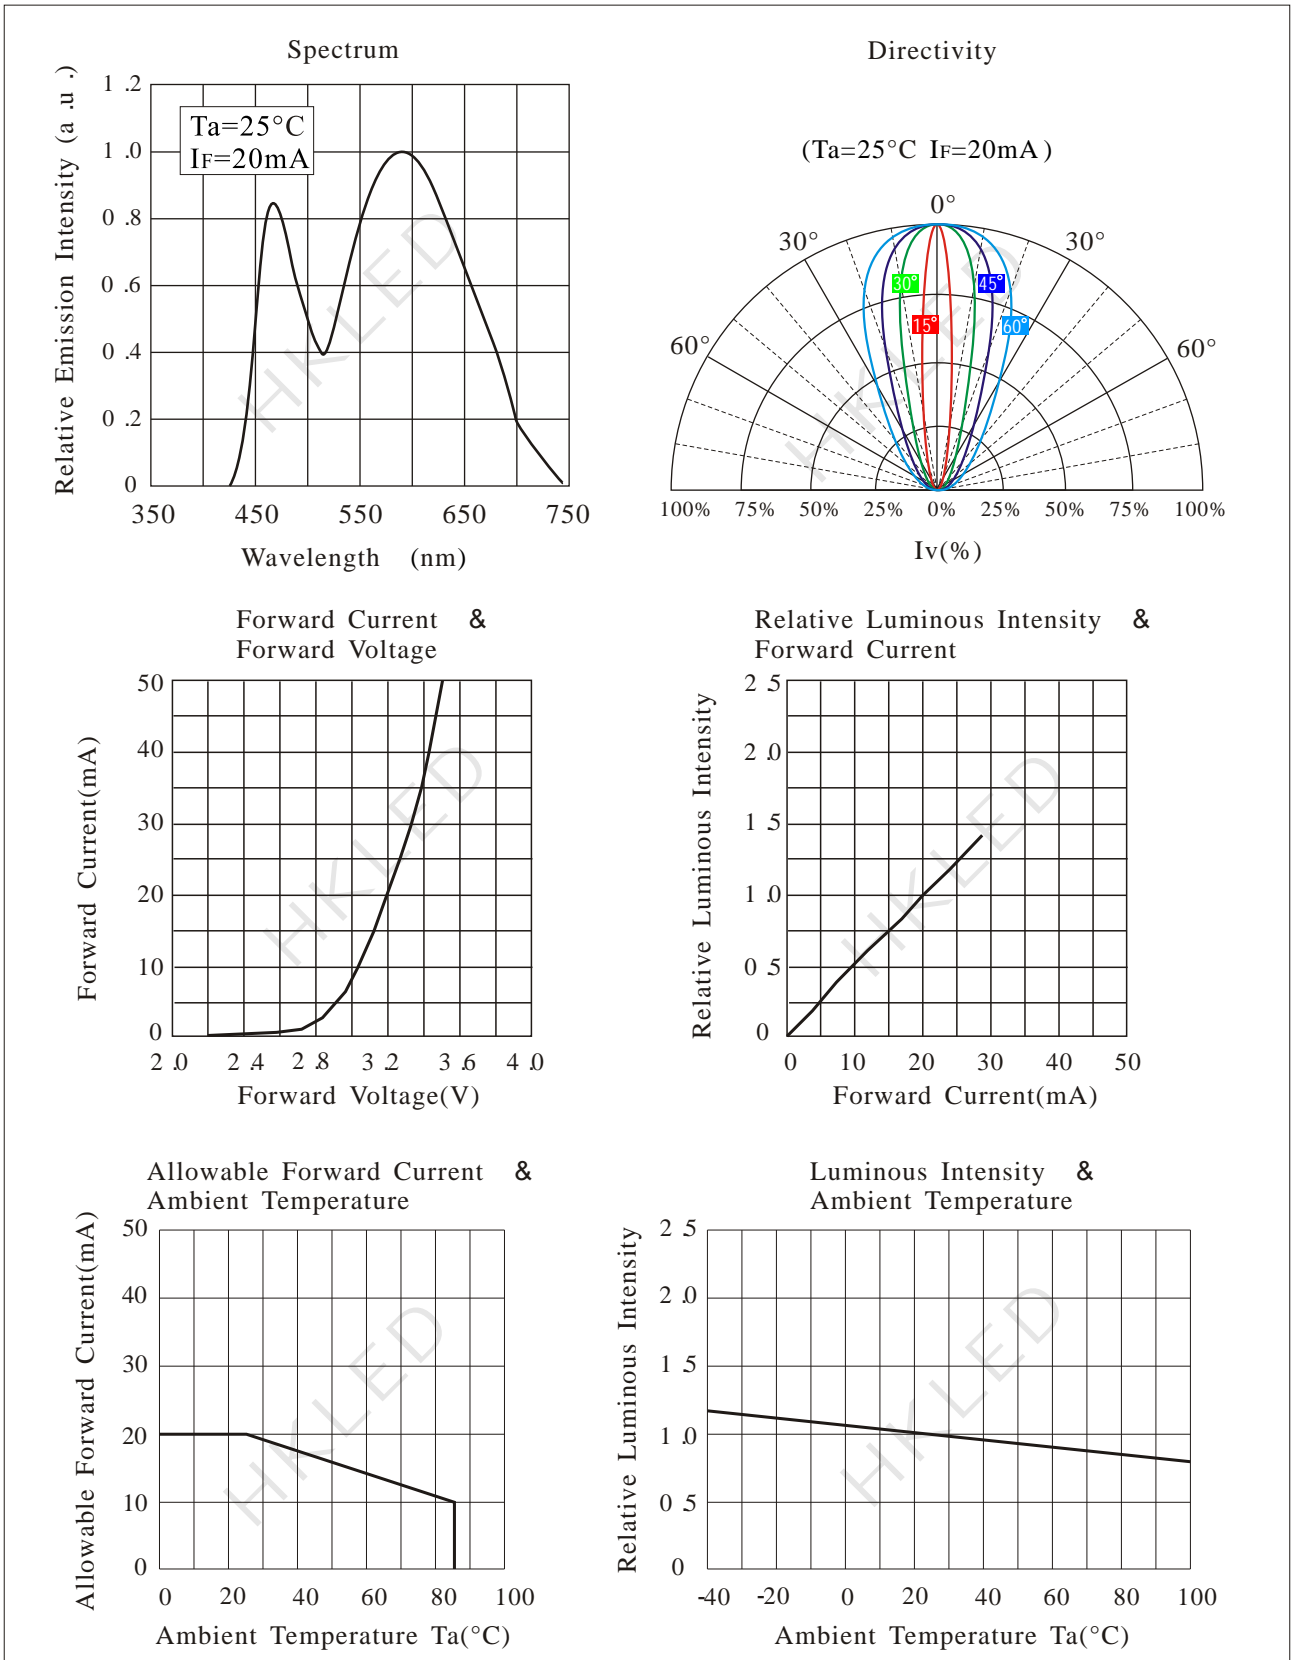 Spectrum
Relative Emission Intensity (a .u .)
1 .2
1 .0
0 .8
0 .6
0 .4
0 .2
0
Ta=25°C
IF=20mA
HKLED
350 450 550 650 750
Wavelength (nm)
Directivity
(Ta=25°C IF=20mA )
0°
30° 30°
60° 60°
30° 45°
15° 60°
HKLED
100% 75% 50% 25% 0% 25% 50% 75% 100%
Iv(%)
Forward Current &
Forward Voltage
Forward Current(mA)
50
40
30
20
10
0
HKLED
2 .0 2 .4 2 .8 3 .2 3 .6 4 .0
Forward Voltage(V)
Relative Luminous Intensity &
Forward Current
Relative Luminous Intensity
2 5
2 .0
1 5
1 .0
0 5
0
HKLED
0 10 20 30 40 50
Forward Current(mA)
Allowable Forward Current &
Ambient Temperature
Allowable Forward Current(mA)
50
40
30
20
10
0
HKLED
0 20 40 60 80 100
Ambient Temperature Ta(°C)
Luminous Intensity &
Ambient Temperature
Relative Luminous Intensity
2 5
2 .0
1 5
1 .0
0 5
0
HKLED
-40 -20 0 20 40 60 80 100
Ambient Temperature Ta(°C)